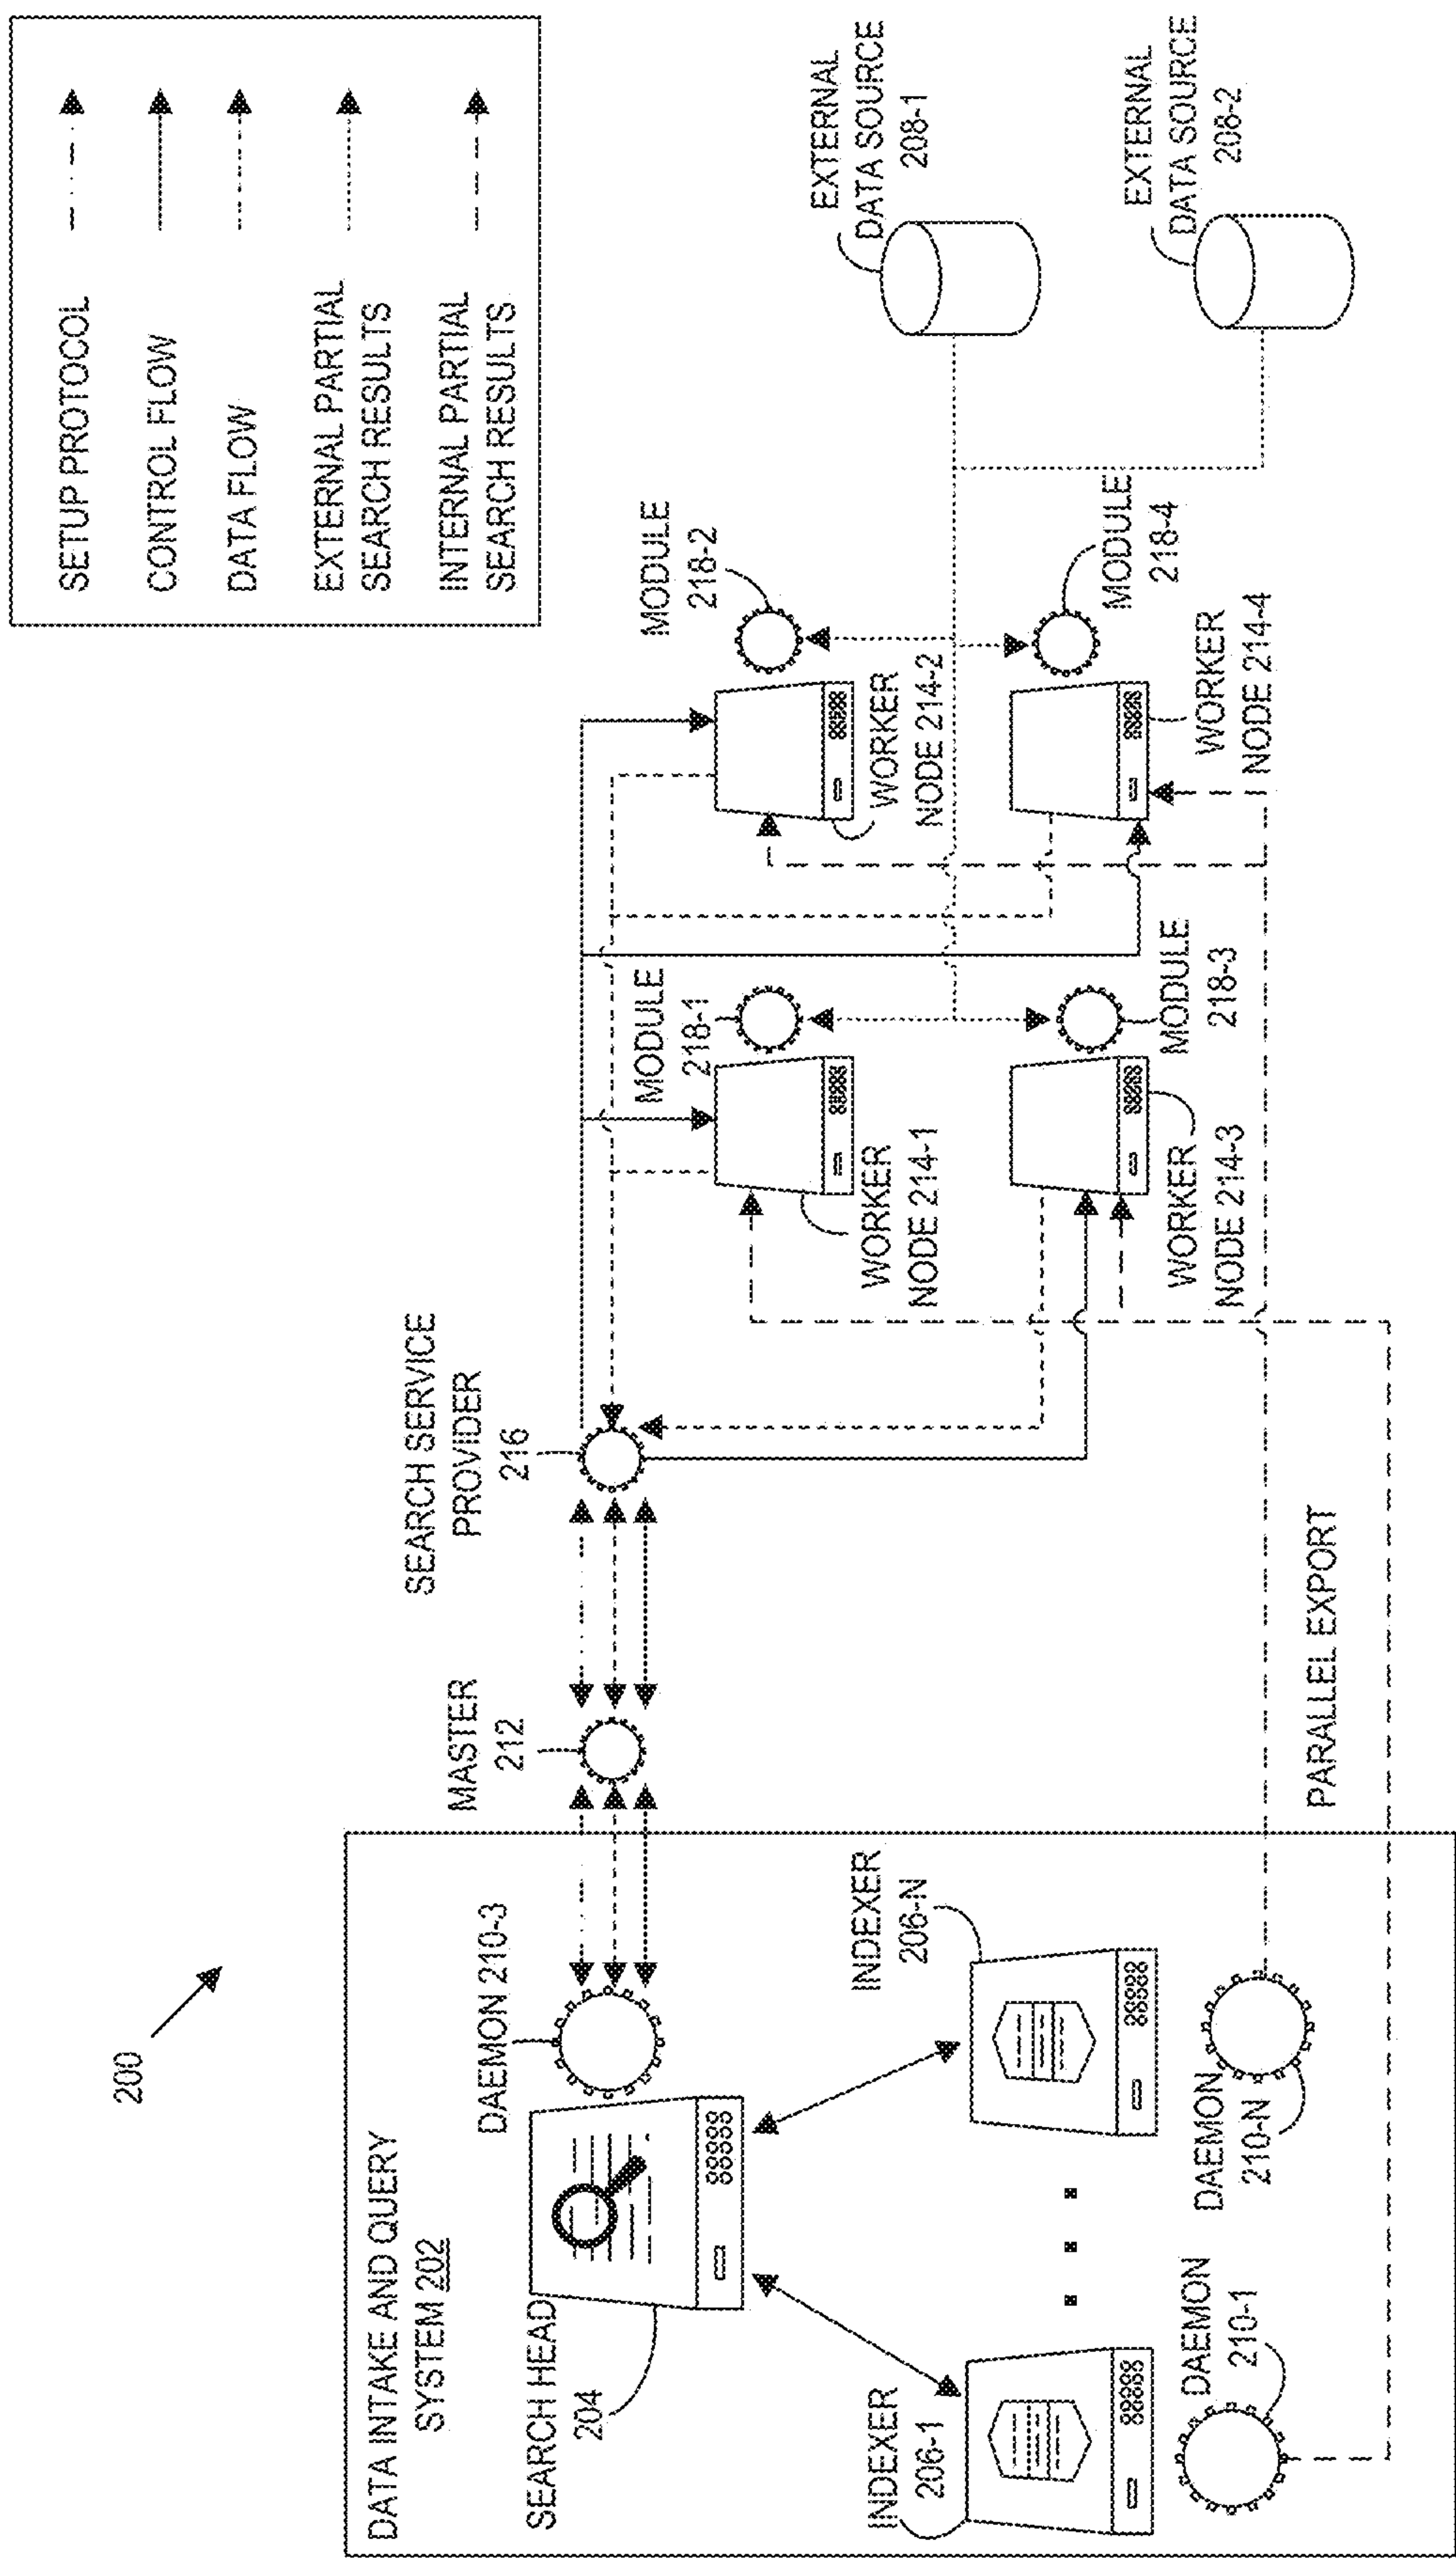 200
DATA INTAKE AND QUERY
SYSTEM 202
SEARCH HEAD
204
DAEMON 210-3
INDEXER
206-1
INDEXER
206-N
DAEMON
210-1
DAEMON
210-N
MASTER
212
SEARCH SERVICE
PROVIDER
216
PARALLEL EXPORT
MODULE
218-1
WORKER
NODE 214-1
MODULE
218-3
WORKER
NODE 214-3
MODULE
218-2
WORKER
NODE 214-2
MODULE
218-4
WORKER
NODE 214-4
EXTERNAL
DATA SOURCE
208-1
EXTERNAL
DATA SOURCE
208-2
SETUP PROTOCOL
CONTROL FLOW
DATA FLOW
EXTERNAL PARTIAL
SEARCH RESULTS
INTERNAL PARTIAL
SEARCH RESULTS